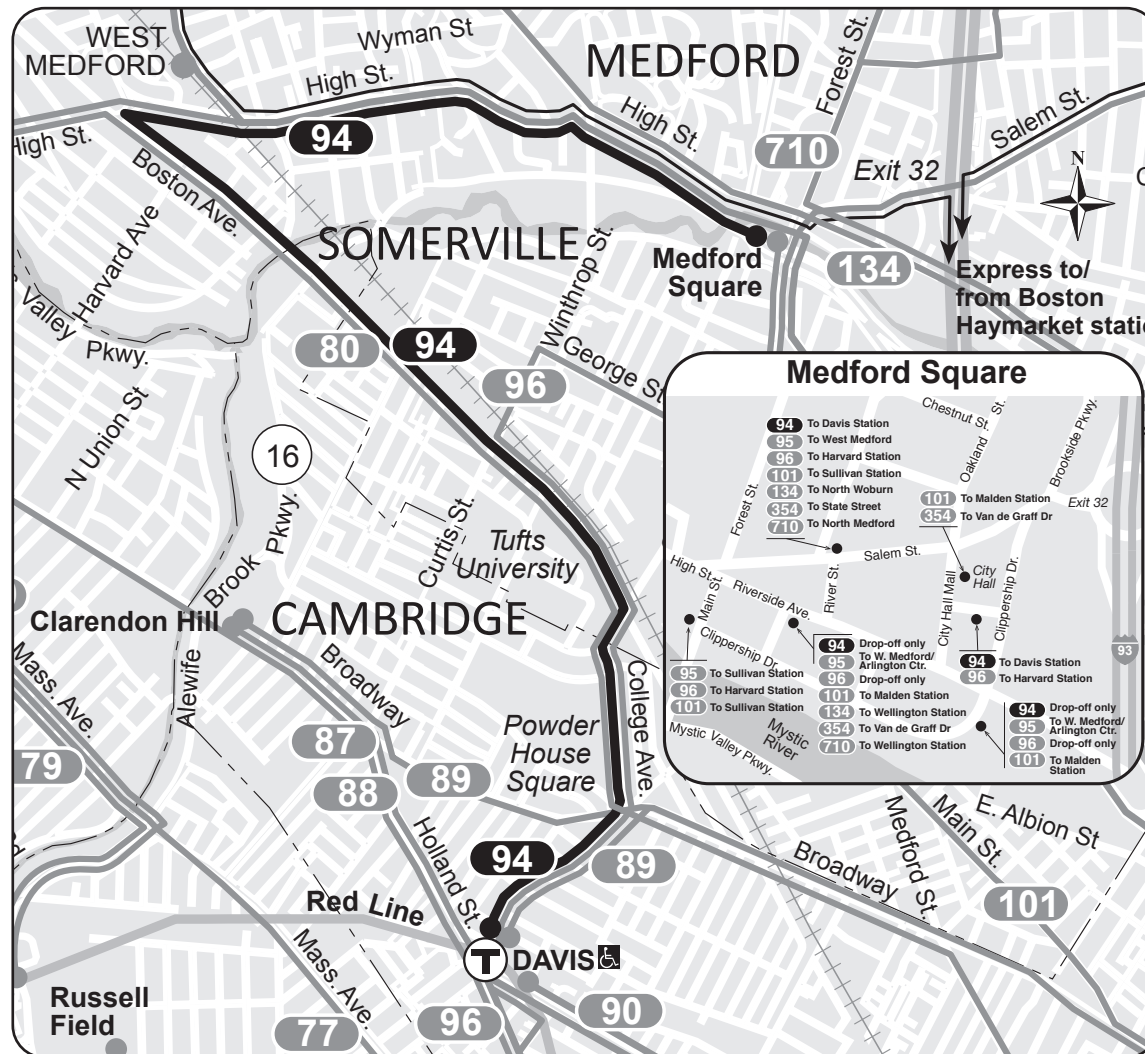 WEST
MEDFORD
Wyman St
MEDFORD
High St.
High St.
Forest St.
Salem St.
710
Exit 32
N
94
High St.
Boston Ave.
Harvard Ave
SOMERVILLE
Winthrop St.
Medford
Square
134
Express to/
from Boston
Haymarket statio
Valley
Pkwy.
80
94
96
George St
N Union St
16
Pkwy.
Brook
Alewife
Curtis St.
Tufts
University
Clarendon Hill
CAMBRIDGE
Broadway
Mass. Ave.
79
87
88
89
Powder
House
Square
College Ave.
Holland St.
94
89
Red Line
T
DAVIS
Mass. Ave.
Russell
Field
77
96
90
Broadway
Medford St.
Main St.
E. Albion St
101
Medford Square
Chestnut St.
Oakland St.
Brookside Pkwy.
94 To Davis Station
95 To West Medford
96 To Harvard Station
101 To Sullivan Station
134 To North Woburn
354 To State Street
710 To North Medford
101 To Malden Station
354 To Van de Graff Dr
Exit 32
Forest St.
Salem St.
High St.
Main St.
Riverside Ave.
River St.
City Hall Mall
City
Hall
Clippership Dr.
Clippership Dr.
93
95 To Sullivan Station
96 To Harvard Station
101 To Sullivan Station
94 Drop-off only
95 To W. Medford/
Arlington Ctr.
96 Drop-off only
101 To Malden Station
134 To Wellington Station
354 To Van de Graff Dr
710 To Wellington Station
94 To Davis Station
96 To Harvard Station
94 Drop-off only
95 To W. Medford/
Arlington Ctr.
96 Drop-off only
101 To Malden
Station
Mystic
River
Mystic Valley Pkwy.